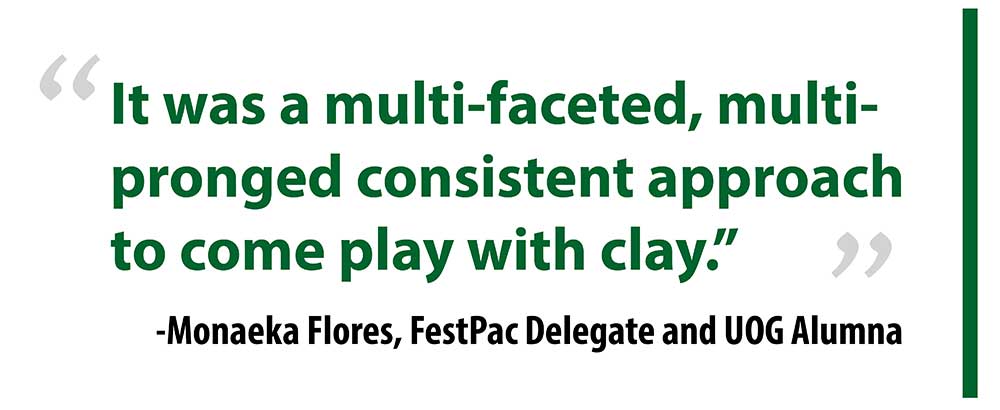 “It was a multi-faceted, multi-
pronged consistent approach
to come play with clay.” ”
-Monaeka Flores, FestPac Delegate and UOG Alumna